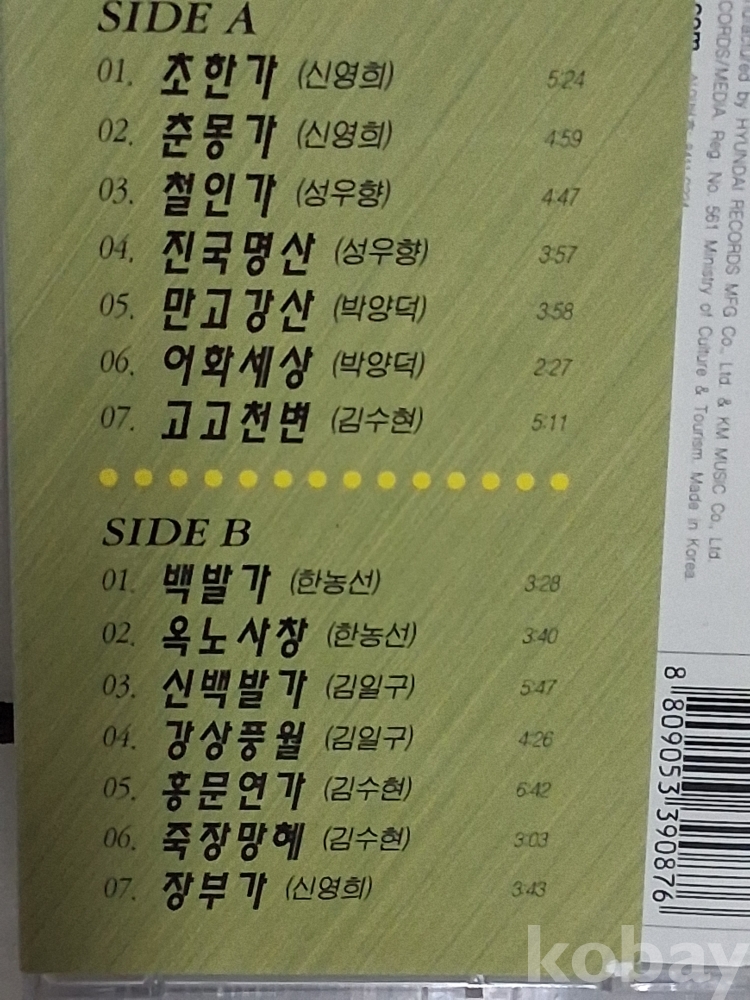 SIDE A
01. 초한가 (신영희) 5:24
02. 춘몽가 (신영희) 4:59
03. 철인가 (성우향) 4:47
04. 진국명산 (성우향) 3:57
05. 만고강산 (박양덕) 3:58
06. 어화세상 (박양덕) 2:27
07. 고고천변 (김수현) 5:11
SIDE B
01. 백발가 (한농선) 3:28
02. 옥노사창 (한농선) 3:40
03. 신백발가 (김일구) 5:47
04. 강상풍월 (김일구) 4:26
05. 홍문연가 (김수현) 6:42
06. 죽장망혜 (김수현) 3:03
07. 장부가 (신영희) 3:43
by HYUNDAI RECORDS MFG Co., Ltd. & KM MUSIC Co., Ltd.
CORDS/MEDIA Reg. No. 561 Ministry of Culture & Tourism. Made in Korea
.com
8 809053 390876
kobay